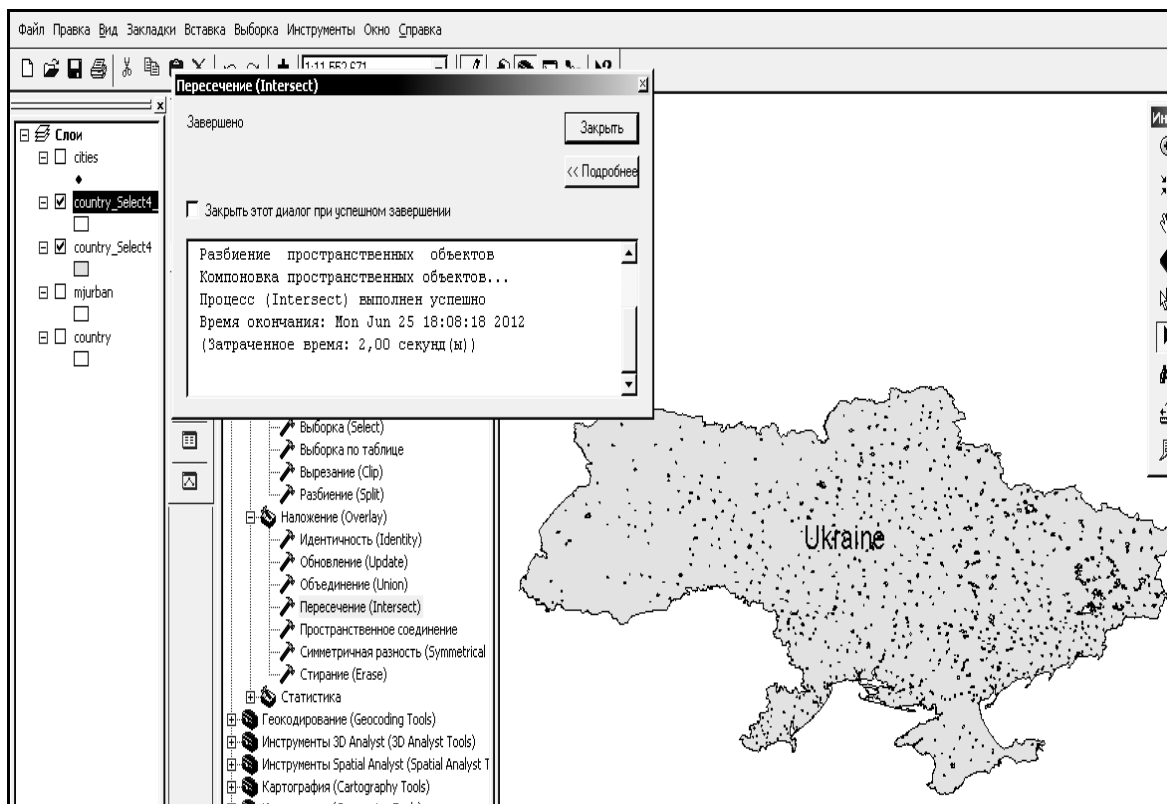 Файл Правка Вид Закладки Вставка Выборка Инструменты Окно Справка
1:11 552 671
Пересечение (Intersect)
Завершено
Закрыть
<< Подробнее
Закрыть этот диалог при успешном завершении
Разбиение пространственных объектов
Компоновка пространственных объектов...
Процесс (Intersect) выполнен успешно
Время окончания: Mon Jun 25 18:08:18 2012
(Затраченное время: 2,00 секунд(ы))
Слои
cities
country_Select4_
country_Select4
mjurban
country
Выборка (Select)
Выборка по таблице
Вырезание (Clip)
Разбиение (Split)
Наложение (Overlay)
Идентичность (Identity)
Обновление (Update)
Объединение (Union)
Пересечение (Intersect)
Пространственное соединение
Симметричная разность (Symmetrical
Стирание (Erase)
Статистика
Геокодирование (Geocoding Tools)
Инструменты 3D Analyst (3D Analyst Tools)
Инструменты Spatial Analyst (Spatial Analyst T
Картография (Cartography Tools)
Ukraine
Ин